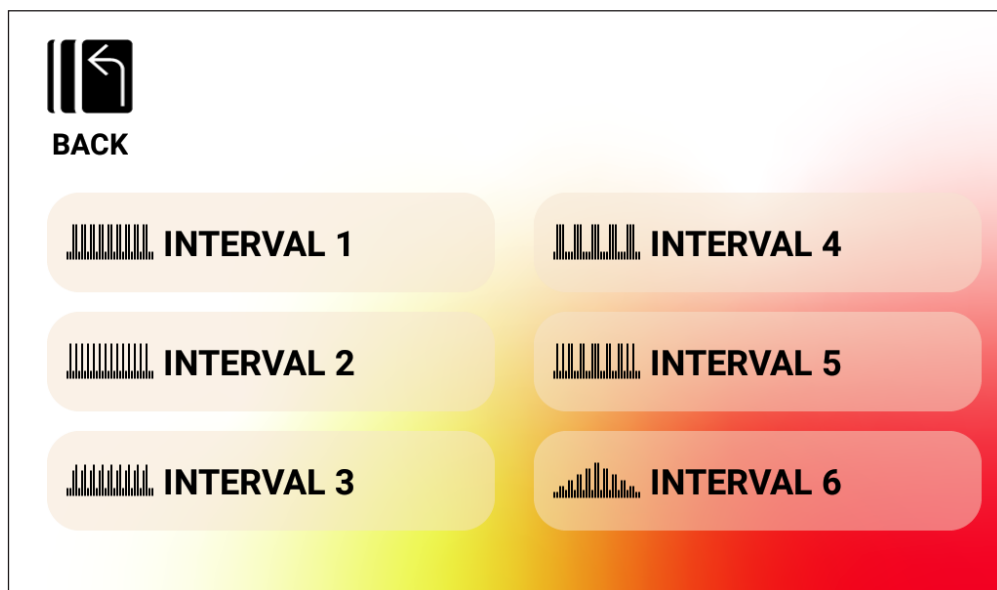 BACK
INTERVAL 1
INTERVAL 2
INTERVAL 3
INTERVAL 4
INTERVAL 5
INTERVAL 6